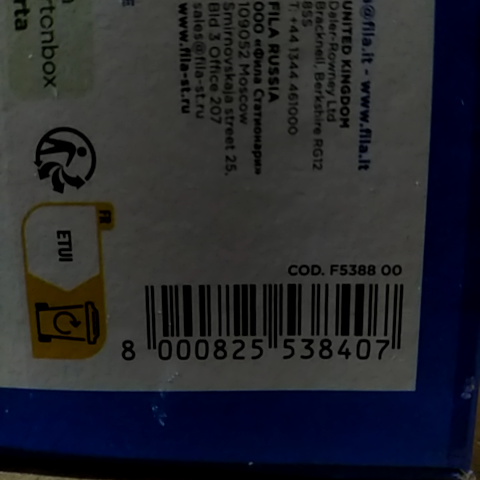 @fila.it - www.fila.it
UNITED KINGDOM
Daler-Rowney Ltd
Bracknell, Berkshire RG12
8SS
T. +44 1344 461000
FILA RUSSIA
ООО «Фила Стационари»
109052 Moscow
Smirnovskaja street 25,
Bld 3 Office 207
sales@fila-st.ru
www.fila-st.ru
rtonbox
rta
FR
ETUI
COD. F5388 00
8 000825 538407